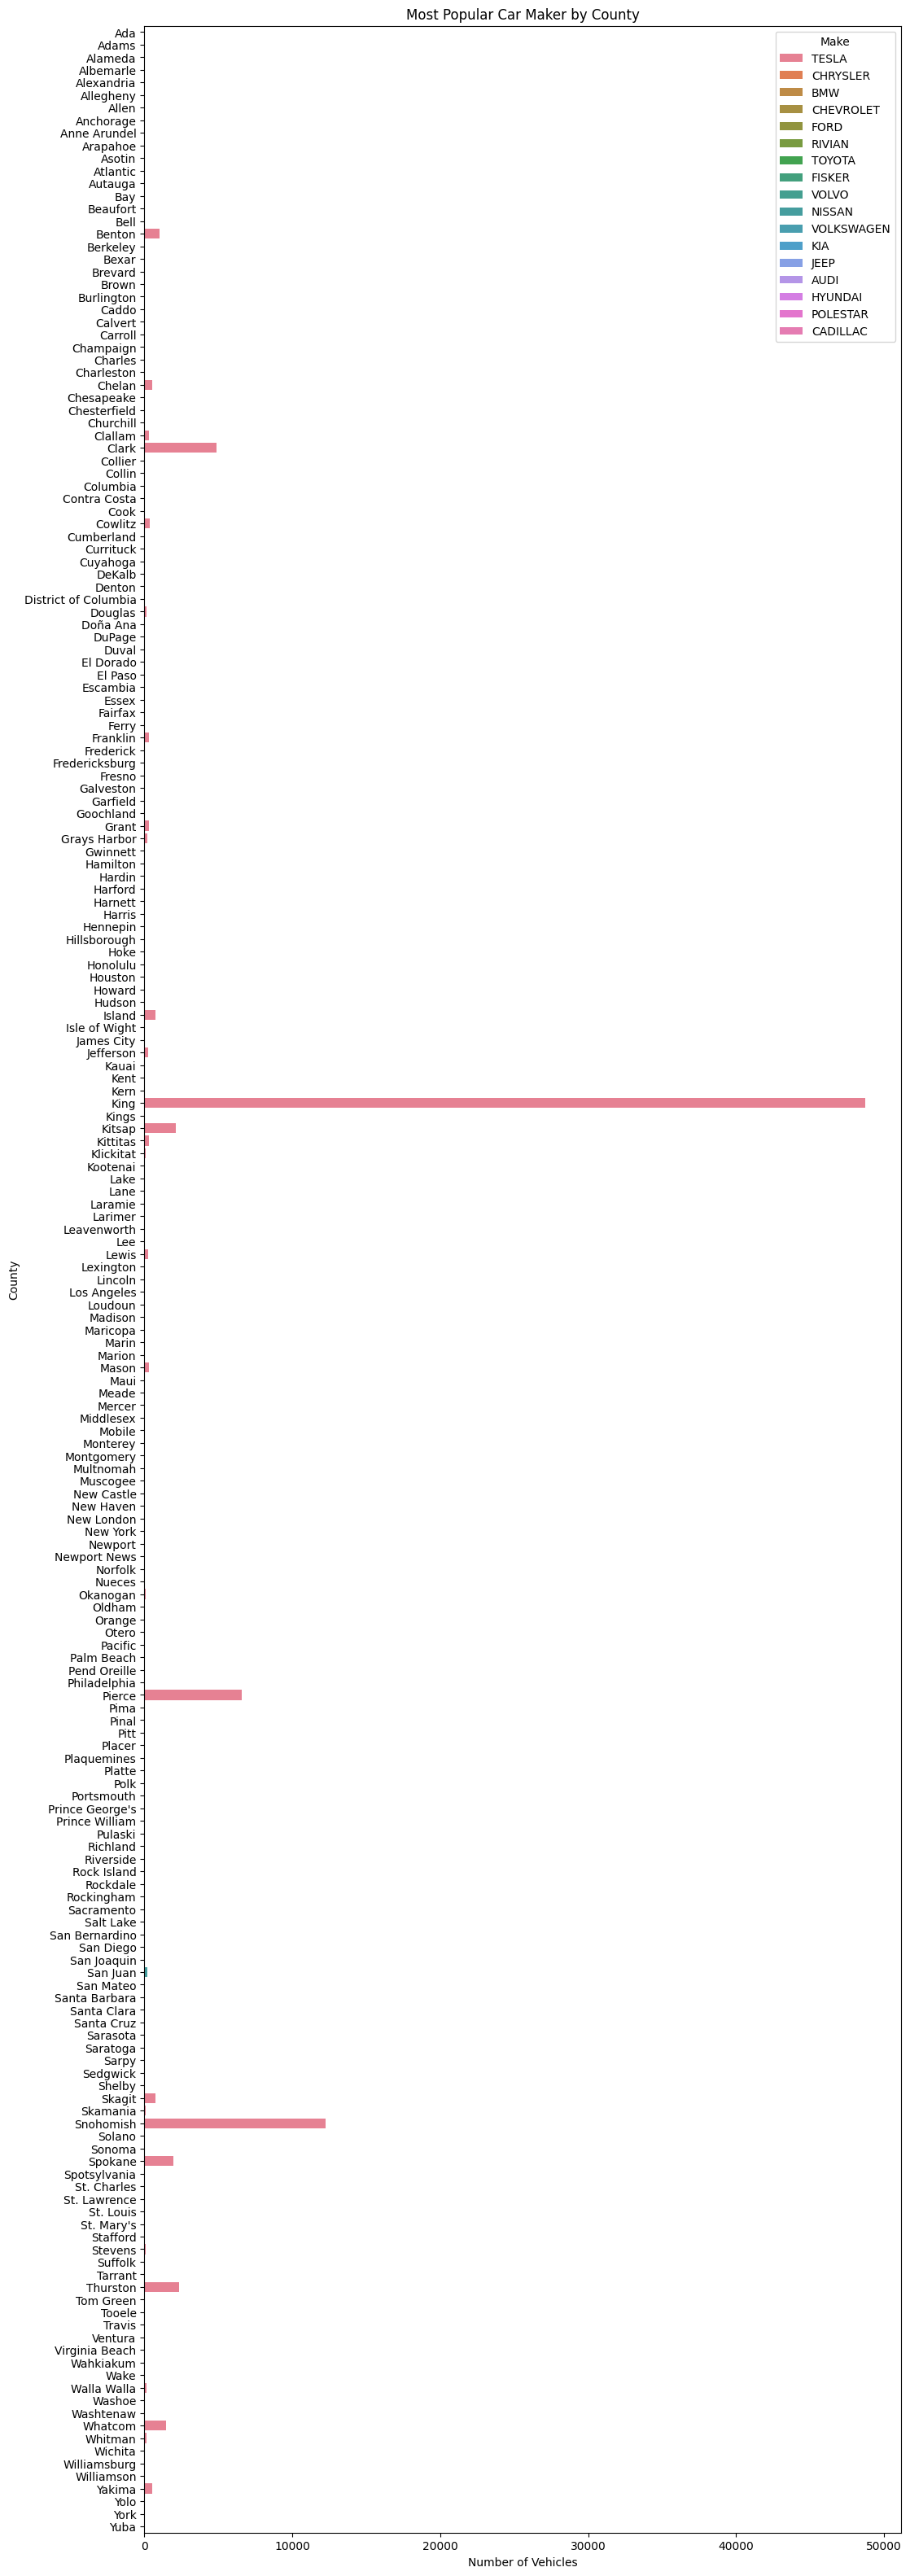 Most Popular Car Maker by County
Make
TESLA
CHRYSLER
BMW
CHEVROLET
FORD
RIVIAN
TOYOTA
FISKER
VOLVO
NISSAN
VOLKSWAGEN
KIA
JEEP
AUDI
HYUNDAI
POLESTAR
CADILLAC
County
Ada
Adams
Alameda
Albemarle
Alexandria
Allegheny
Allen
Anchorage
Anne Arundel
Arapahoe
Asotin
Atlantic
Autauga
Bay
Beaufort
Bell
Benton
Berkeley
Bexar
Brevard
Brown
Burlington
Caddo
Calvert
Carroll
Champaign
Charles
Charleston
Chelan
Chesapeake
Chesterfield
Churchill
Clallam
Clark
Collier
Collin
Columbia
Contra Costa
Cook
Cowlitz
Cumberland
Currituck
Cuyahoga
DeKalb
Denton
District of Columbia
Douglas
Doña Ana
DuPage
Duval
El Dorado
El Paso
Escambia
Essex
Fairfax
Ferry
Franklin
Frederick
Fredericksburg
Fresno
Galveston
Garfield
Goochland
Grant
Grays Harbor
Gwinnett
Hamilton
Hardin
Harford
Harnett
Harris
Hennepin
Hillsborough
Hoke
Honolulu
Houston
Howard
Hudson
Island
Isle of Wight
James City
Jefferson
Kauai
Kent
Kern
King
Kings
Kitsap
Kittitas
Klickitat
Kootenai
Lake
Lane
Laramie
Larimer
Leavenworth
Lee
Lewis
Lexington
Lincoln
Los Angeles
Loudoun
Madison
Maricopa
Marin
Marion
Mason
Maui
Meade
Mercer
Middlesex
Mobile
Monterey
Montgomery
Multnomah
Muscogee
New Castle
New Haven
New London
New York
Newport
Newport News
Norfolk
Nueces
Okanogan
Oldham
Orange
Otero
Pacific
Palm Beach
Pend Oreille
Philadelphia
Pierce
Pima
Pinal
Pitt
Placer
Plaquemines
Platte
Polk
Portsmouth
Prince George's
Prince William
Pulaski
Richland
Riverside
Rock Island
Rockdale
Rockingham
Sacramento
Salt Lake
San Bernardino
San Diego
San Joaquin
San Juan
San Mateo
Santa Barbara
Santa Clara
Santa Cruz
Sarasota
Saratoga
Sarpy
Sedgwick
Shelby
Skagit
Skamania
Snohomish
Solano
Sonoma
Spokane
Spotsylvania
St. Charles
St. Lawrence
St. Louis
St. Mary's
Stafford
Stevens
Suffolk
Tarrant
Thurston
Tom Green
Tooele
Travis
Ventura
Virginia Beach
Wahkiakum
Wake
Walla Walla
Washoe
Washtenaw
Whatcom
Whitman
Wichita
Williamsburg
Williamson
Yakima
Yolo
York
Yuba
0 10000 20000 30000 40000 50000
Number of Vehicles